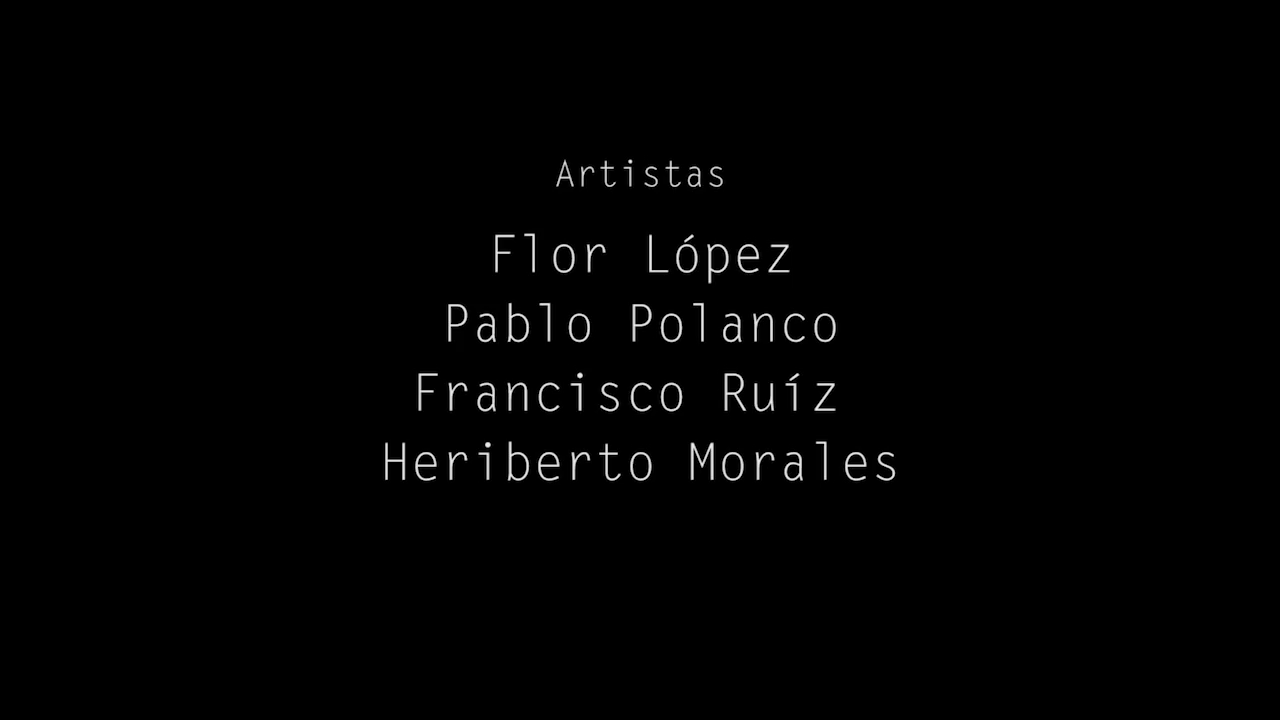 Artistas
Flor López
Pablo Polanco
Francisco Ruíz
Heriberto Morales